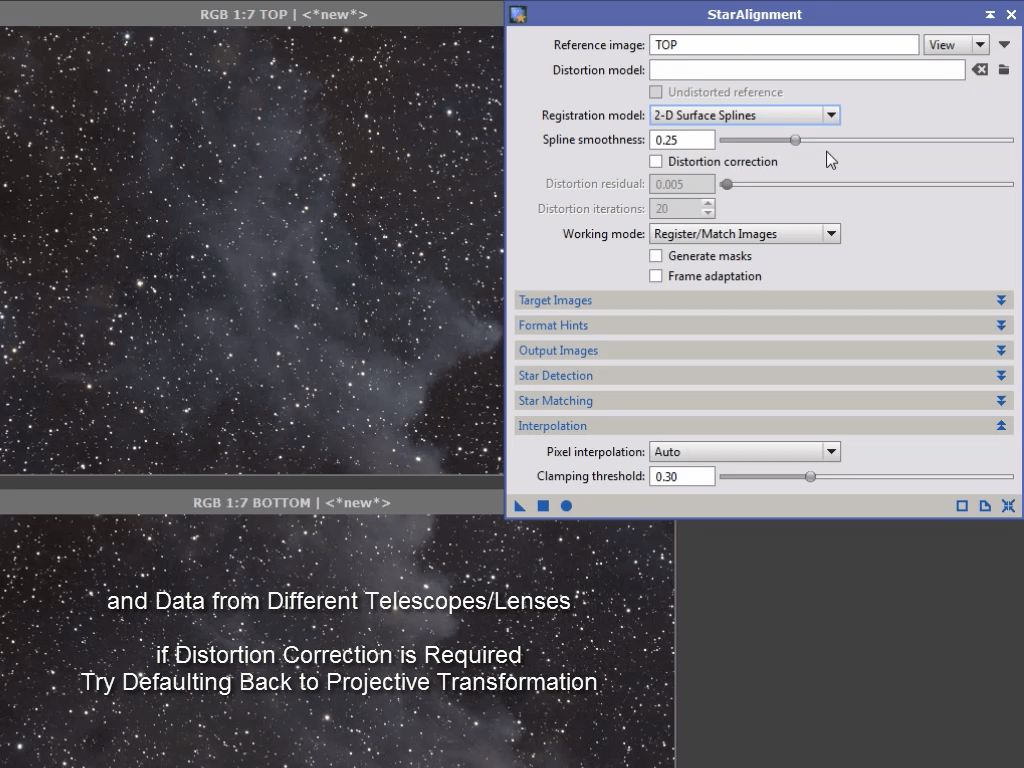 RGB 1:7 TOP | <*new*>
StarAlignment
Reference image: TOP View
Distortion model:
Undistorted reference
Registration model: 2-D Surface Splines
Spline smoothness: 0.25
Distortion correction
Distortion residual: 0.005
Distortion iterations: 20
Working mode: Register/Match Images
Generate masks
Frame adaptation
Target Images
Format Hints
Output Images
Star Detection
Star Matching
Interpolation
Pixel interpolation: Auto
Clamping threshold: 0.30
RGB 1:7 BOTTOM | <*new*>
and Data from Different Telescopes/Lenses
if Distortion Correction is Required
Try Defaulting Back to Projective Transformation